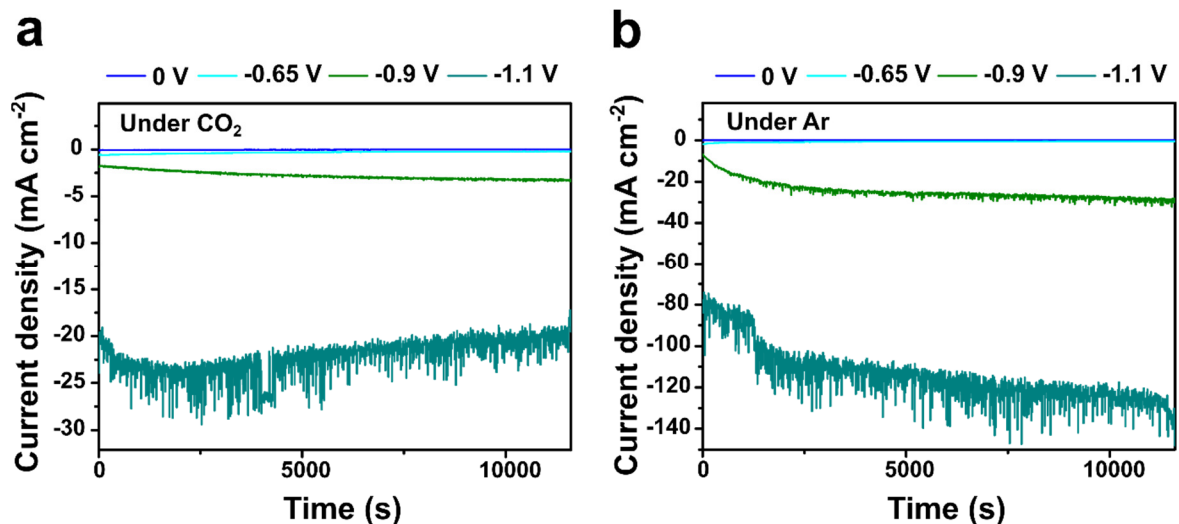 a
0 V -0.65 V -0.9 V -1.1 V
Under CO₂
Current density (mA cm⁻²)
0
-5
-10
-15
-20
-25
-30
0 5000 10000
Time (s)
b
0 V -0.65 V -0.9 V -1.1 V
Under Ar
Current density (mA cm⁻²)
0
-20
-40
-60
-80
-100
-120
-140
0 5000 10000
Time (s)